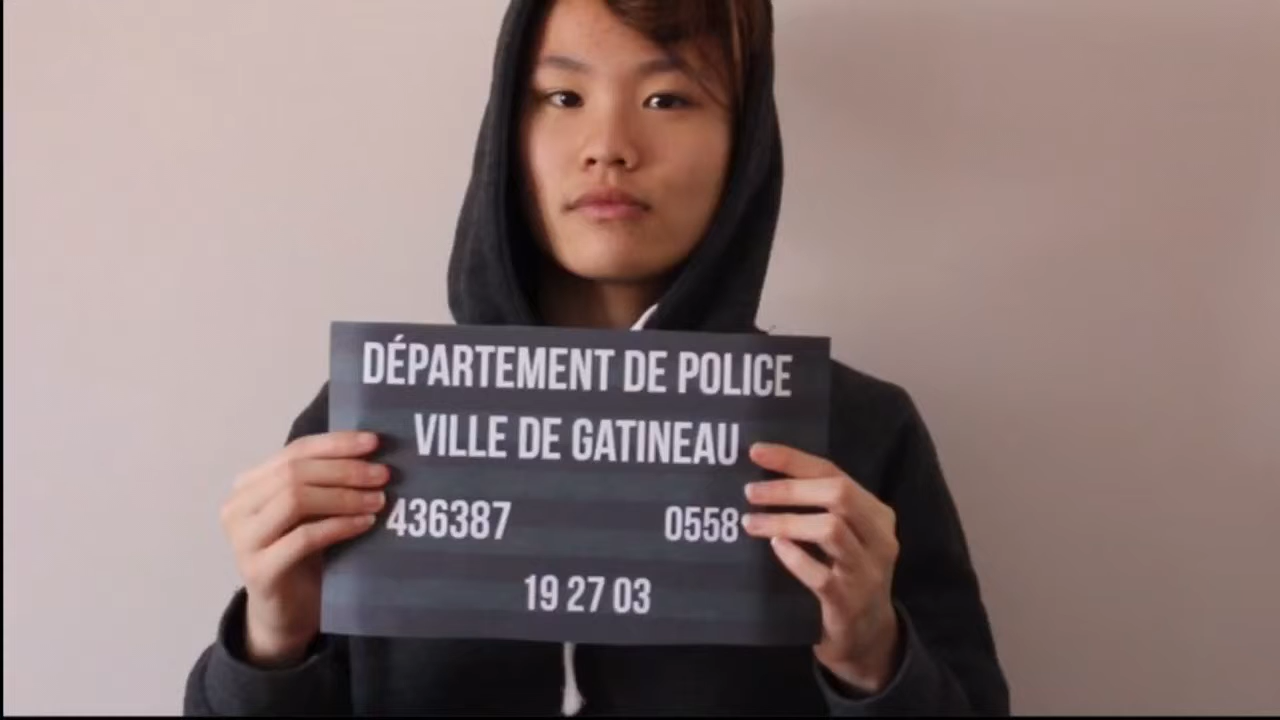 DÉPARTEMENT DE POLICE
VILLE DE GATINEAU
436387 0558
19 27 03